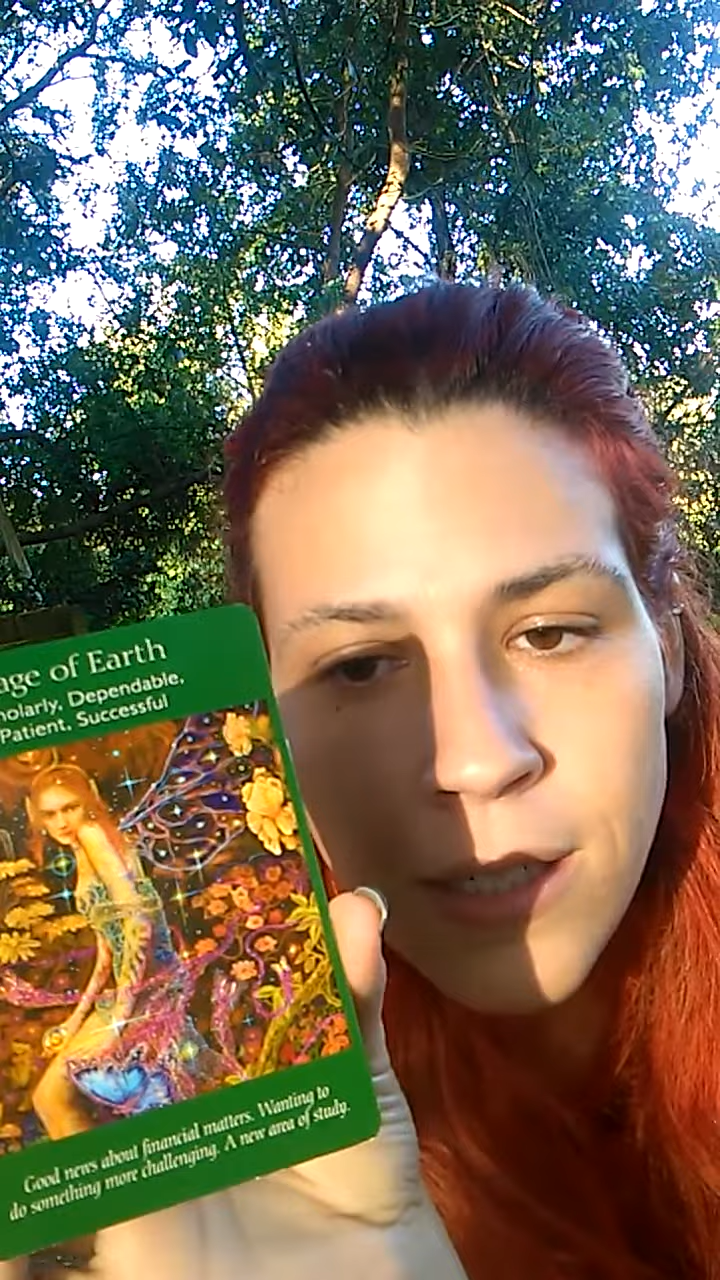 age of Earth
holarly, Dependable,
Patient, Successful
Good news about financial matters. Wanting to
do something more challenging. A new area of study.